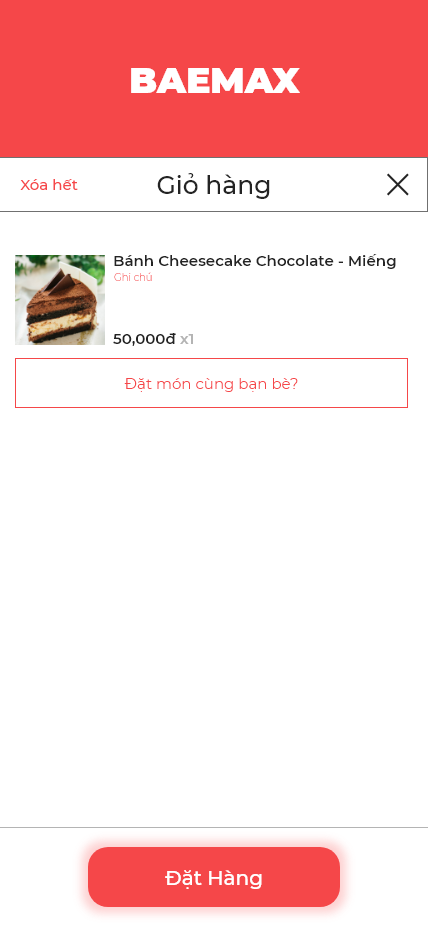 BAEMAX
Xóa hết
Giỏ hàng
Bánh Cheesecake Chocolate - Miếng
Ghi chú
50,000đ x1
Đặt món cùng bạn bè?
Đặt Hàng